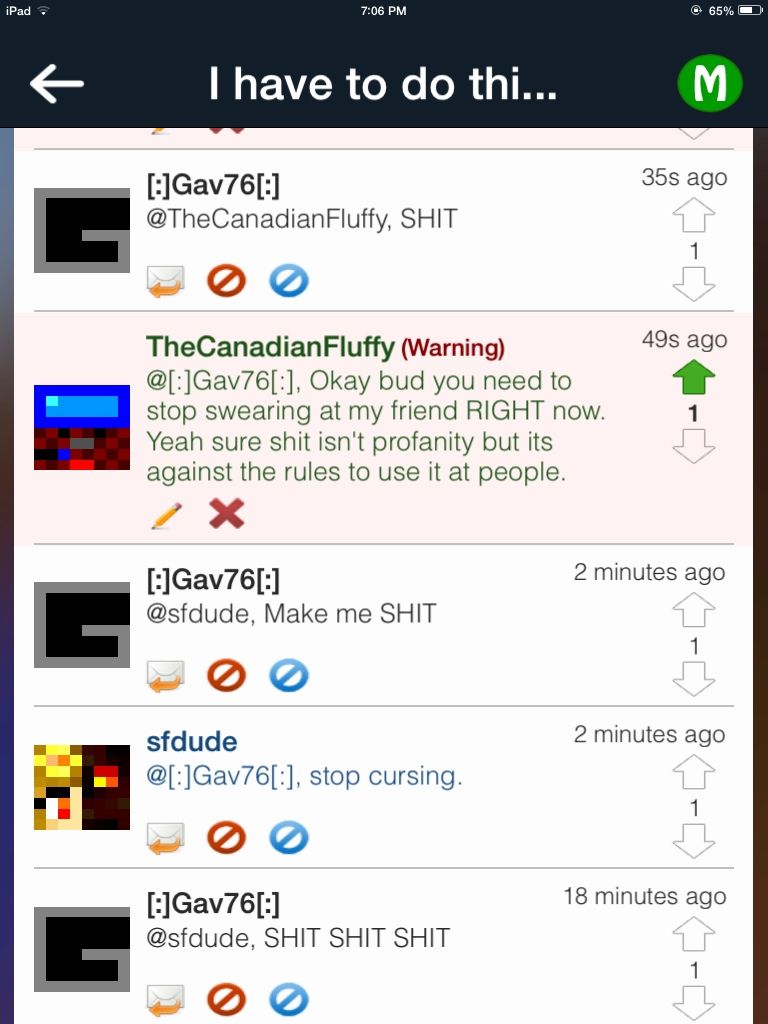 iPad 7:06 PM 65%
I have to do thi... M
[:]Gav76[:] 35s ago
@TheCanadianFluffy, SHIT
1
TheCanadianFluffy (Warning) 49s ago
@[:]Gav76[:], Okay bud you need to
stop swearing at my friend RIGHT now.
1
Yeah sure shit isn't profanity but its
against the rules to use it at people.
[:]Gav76[:] 2 minutes ago
@sfdude, Make me SHIT
1
sfdude 2 minutes ago
@[:]Gav76[:], stop cursing.
1
[:]Gav76[:] 18 minutes ago
@sfdude, SHIT SHIT SHIT
1